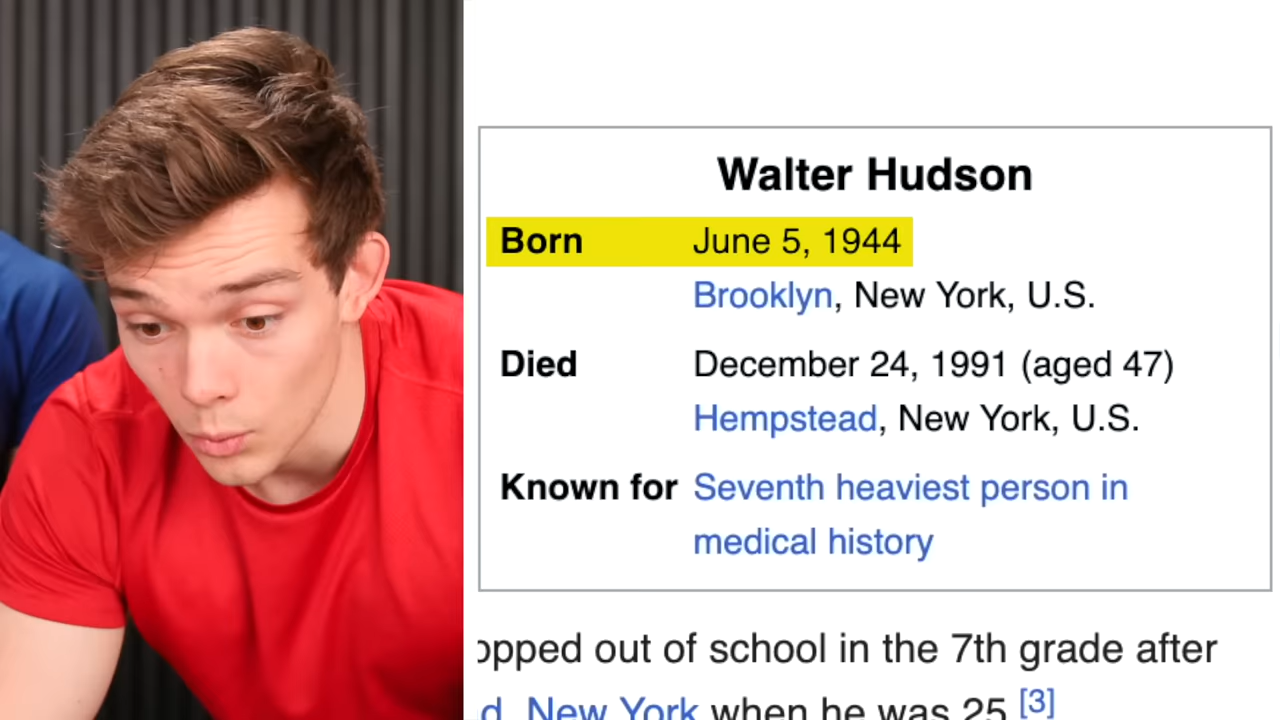 Walter Hudson
Born June 5, 1944
Brooklyn, New York, U.S.
Died December 24, 1991 (aged 47)
Hempstead, New York, U.S.
Known for Seventh heaviest person in
medical history
opped out of school in the 7th grade after
d, New York when he was 25.[3]